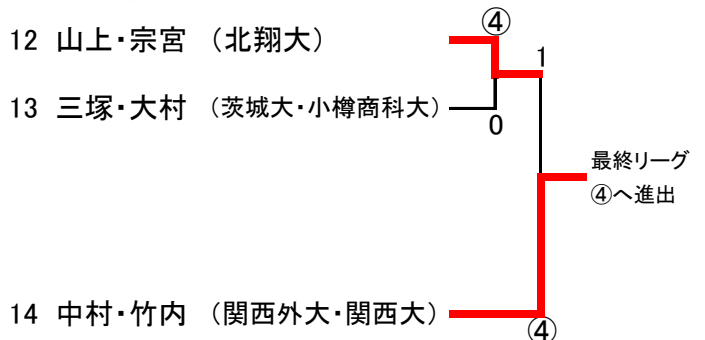 ④
12 山上・宗宮 （北翔大）
1
13 三塚・大村 （茨城大・小樽商科大）
0
最終リーグ
④へ進出
14 中村・竹内 （関西外大・関西大）
④